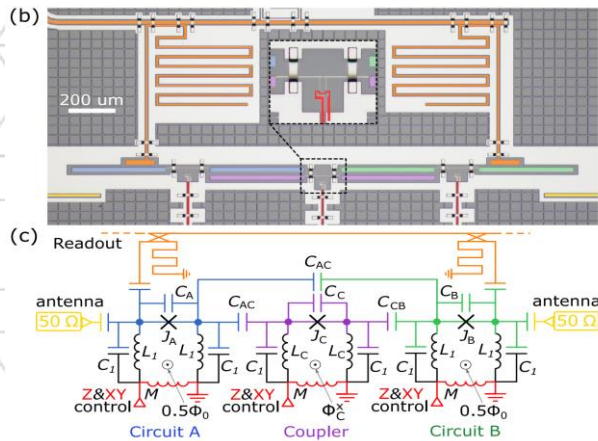 (b)
200 um
(c)
Readout
C_AC
antenna
C_A
C_AC
C_C
C_CB
C_B
antenna
50 Ω
J_A
J_C
J_B
50 Ω
C_1
L_1
L_1
C_1
L_C
L_C
C_1
L_1
L_1
C_1
Z&XY
control
M
0.5Φ_0
Z&XY
control
M
Φ_C^x
Z&XY
control
M
0.5Φ_0
Circuit A
Coupler
Circuit B